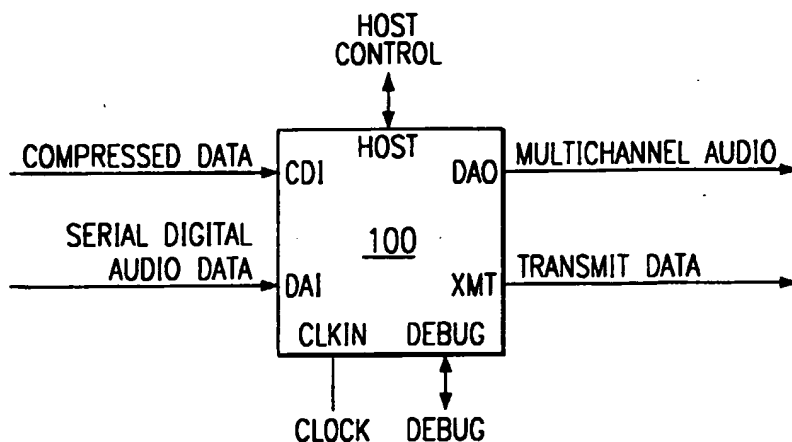 HOST
CONTROL
COMPRESSED DATA
CDI
HOST
DAO
MULTICHANNEL AUDIO
SERIAL DIGITAL
AUDIO DATA
DAI
100
XMT
TRANSMIT DATA
CLKIN
DEBUG
CLOCK
DEBUG